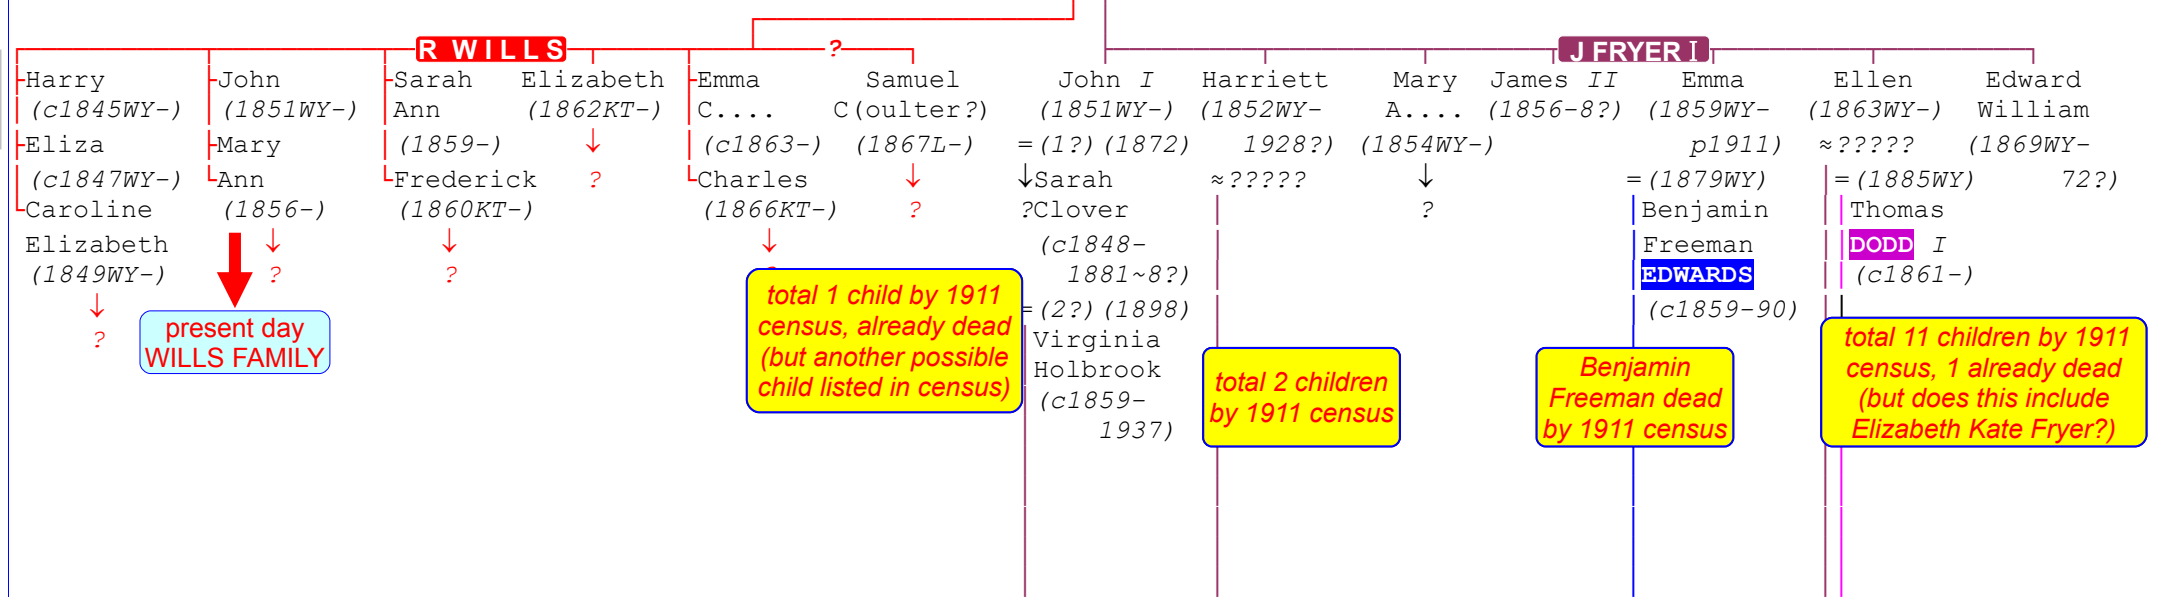 R WILLS
?
J FRYER I
Harry
(c1845WY-)
Eliza
(c1847WY-)
Caroline
Elizabeth
(1849WY-)
↓
?
John
(1851WY-)
Mary
Ann
(1856-)
↓
?
present day
WILLS FAMILY
Sarah
Ann
(1859-)
Frederick
(1860KT-)
↓
?
Elizabeth
(1862KT-)
↓
?
Emma
C....
(c1863-)
Charles
(1866KT-)
↓
Samuel
C(oulter?)
(1867L-)
↓
?
total 1 child by 1911
census, already dead
(but another possible
child listed in census)
John I
(1851WY-)
=(1?)(1872)
↓Sarah
?Clover
(c1848-
1881~8?)
=(2?)(1898)
Virginia
Holbrook
(c1859-
1937)
Harriett
(1852WY-
1928?)
≈?????
total 2 children
by 1911 census
Mary
A....
(1854WY-)
↓
?
James II
(1856-8?)
Emma
(1859WY-
p1911)
=(1879WY)
Benjamin
Freeman
EDWARDS
(c1859-90)
Benjamin
Freeman dead
by 1911 census
Ellen
(1863WY-)
≈?????
=(1885WY)
Thomas
DODD I
(c1861-)
total 11 children by 1911
census, 1 already dead
(but does this include
Elizabeth Kate Fryer?)
Edward
William
(1869WY-
72?)